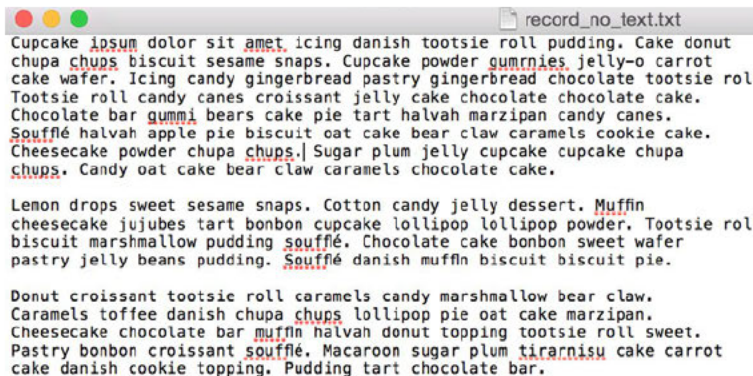 record_no_text.txt
Cupcake ipsum dolor sit amet icing danish tootsie roll pudding. Cake donut
chupa chups biscuit sesame snaps. Cupcake powder gumrnies jelly-o carrot
cake wafer. Icing candy gingerbread pastry gingerbread chocolate tootsie rol
Tootsie roll candy canes croissant jelly cake chocolate chocolate cake.
Chocolate bar gummi bears cake pie tart halvah marzipan candy canes.
Soufflé halvah apple pie biscuit oat cake bear claw caramels cookie cake.
Cheesecake powder chupa chups. Sugar plum jelly cupcake cupcake chupa
chups. Candy oat cake bear claw caramels chocolate cake.
Lemon drops sweet sesame snaps. Cotton candy jelly dessert. Muffin
cheesecake jujubes tart bonbon cupcake lollipop lollipop powder. Tootsie rol
biscuit marshmallow pudding soufflé. Chocolate cake bonbon sweet wafer
pastry jelly beans pudding. Soufflé danish muffin biscuit biscuit pie.
Donut croissant tootsie roll caramels candy marshmallow bear claw.
Caramels toffee danish chupa chups lollipop pie oat cake marzipan.
Cheesecake chocolate bar muffin halvah donut topping tootsie roll sweet.
Pastry bonbon croissant soufflé. Macaroon sugar plum tirarnisu cake carrot
cake danish cookie topping. Pudding tart chocolate bar.